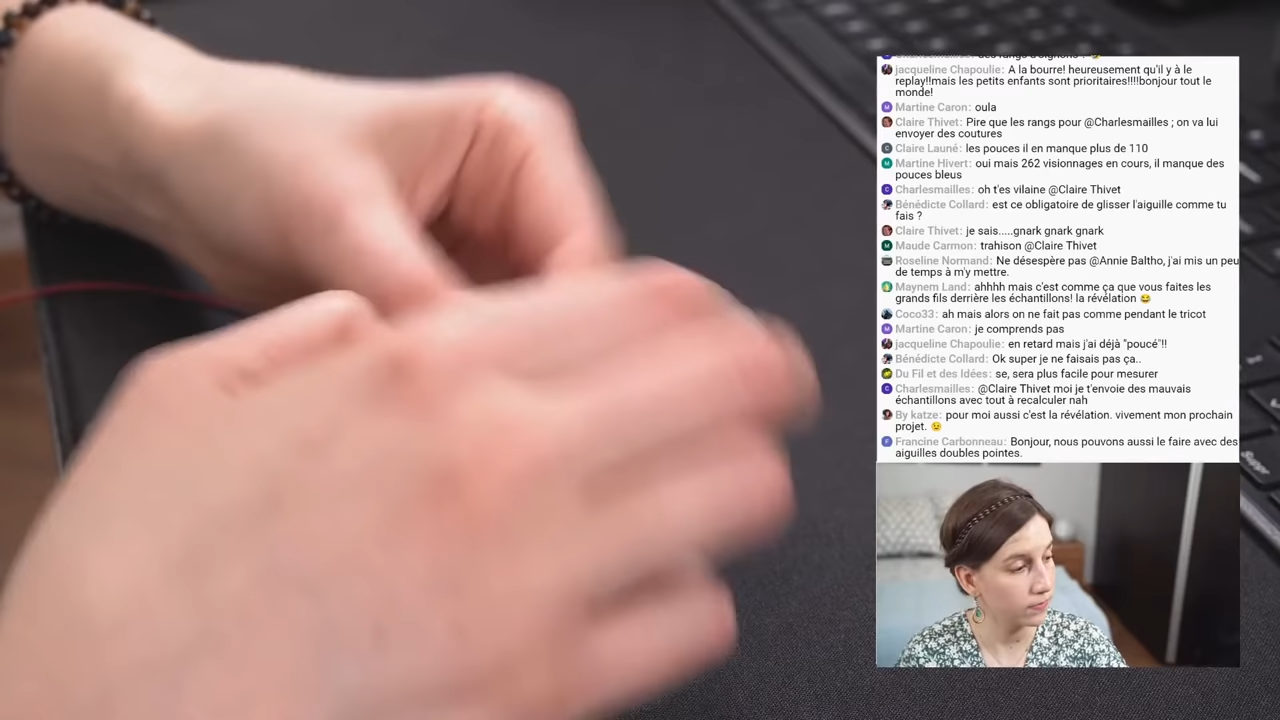 jacqueline Chapoulie: A la bourre! heureusement qu'il y à le
replay!!mais les petits enfants sont prioritaires!!!!bonjour tout le
monde!
Martine Caron: oula
Claire Thivet: Pire que les rangs pour @Charlesmailles ; on va lui
envoyer des coutures
Claire Launé: les pouces il en manque plus de 110
Martine Hivert: oui mais 262 visionnages en cours, il manque des
pouces bleus
Charlesmailles: oh t'es vilaine @Claire Thivet
Bénédicte Collard: est ce obligatoire de glisser l'aiguille comme tu
fais ?
Claire Thivet: je sais.....gnark gnark gnark
Maude Carmon: trahison @Claire Thivet
Roseline Normand: Ne désespère pas @Annie Baltho, j'ai mis un peu
de temps à m'y mettre.
Maynem Land: ahhhh mais c'est comme ça que vous faites les
grands fils derrière les échantillons! la révélation 😂
Coco33: ah mais alors on ne fait pas comme pendant le tricot
Martine Caron: je comprends pas
jacqueline Chapoulie: en retard mais j'ai déjà "poucé"!!
Bénédicte Collard: Ok super je ne faisais pas ça..
Du Fil et des Idées: se, sera plus facile pour mesurer
Charlesmailles: @Claire Thivet moi je t'envoie des mauvais
échantillons avec tout à recalculer nah
By katze: pour moi aussi c'est la révélation. vivement mon prochain
projet. 😉
Francine Carbonneau: Bonjour, nous pouvons aussi le faire avec des
aiguilles doubles pointes.